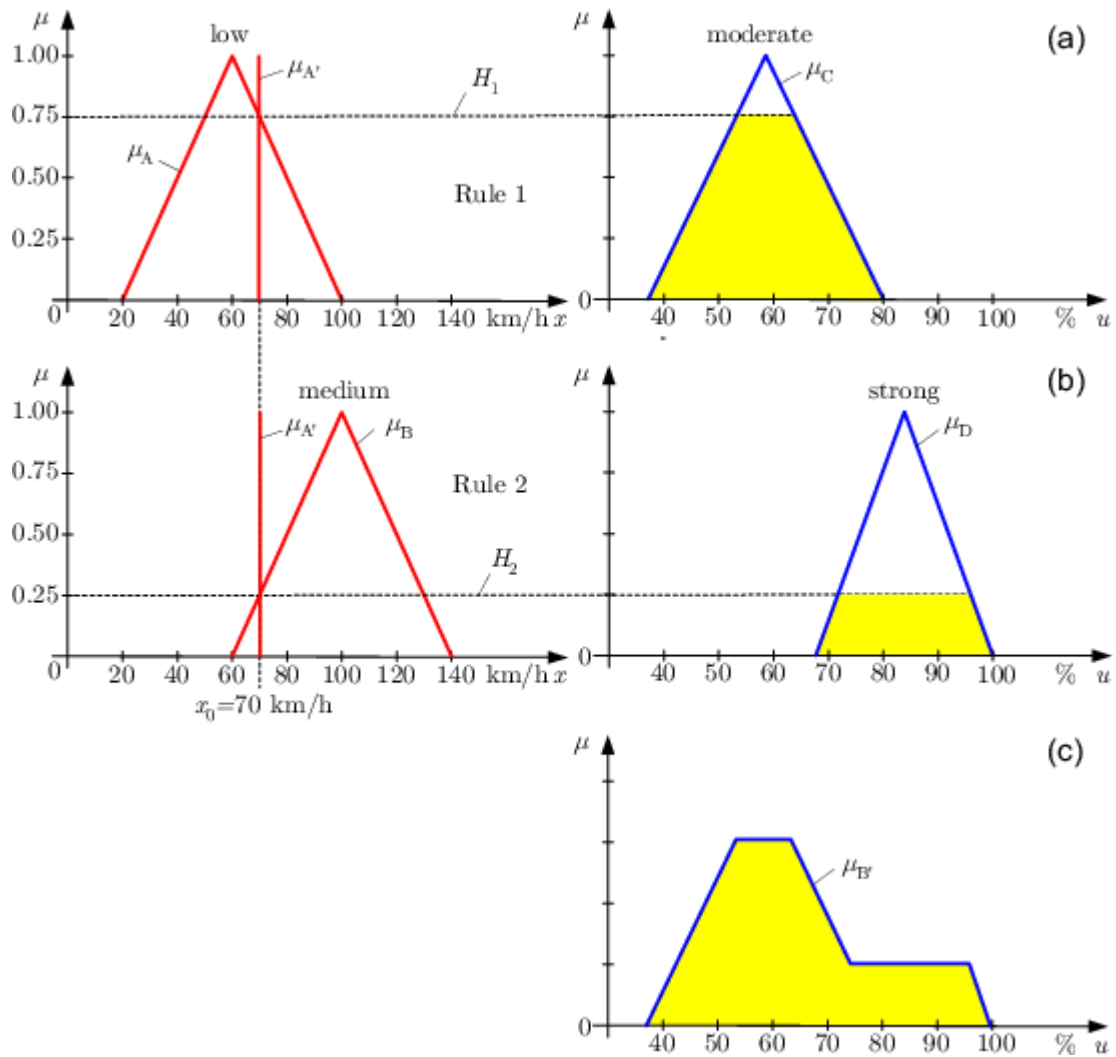 μ low moderate (a)
1.00 μA' H1 μC
0.75
μA
0.50 Rule 1
0.25
0 20 40 60 80 100 120 140 km/h x
0 40 50 60 70 80 90 100 % u
μ medium strong (b)
1.00 μA' μB μD
0.75 Rule 2
0.50
H2
0.25
0 20 40 60 80 100 120 140 km/h x
0 40 50 60 70 80 90 100 % u
x0=70 km/h
μ (c)
μB'
0
40 50 60 70 80 90 100 % u